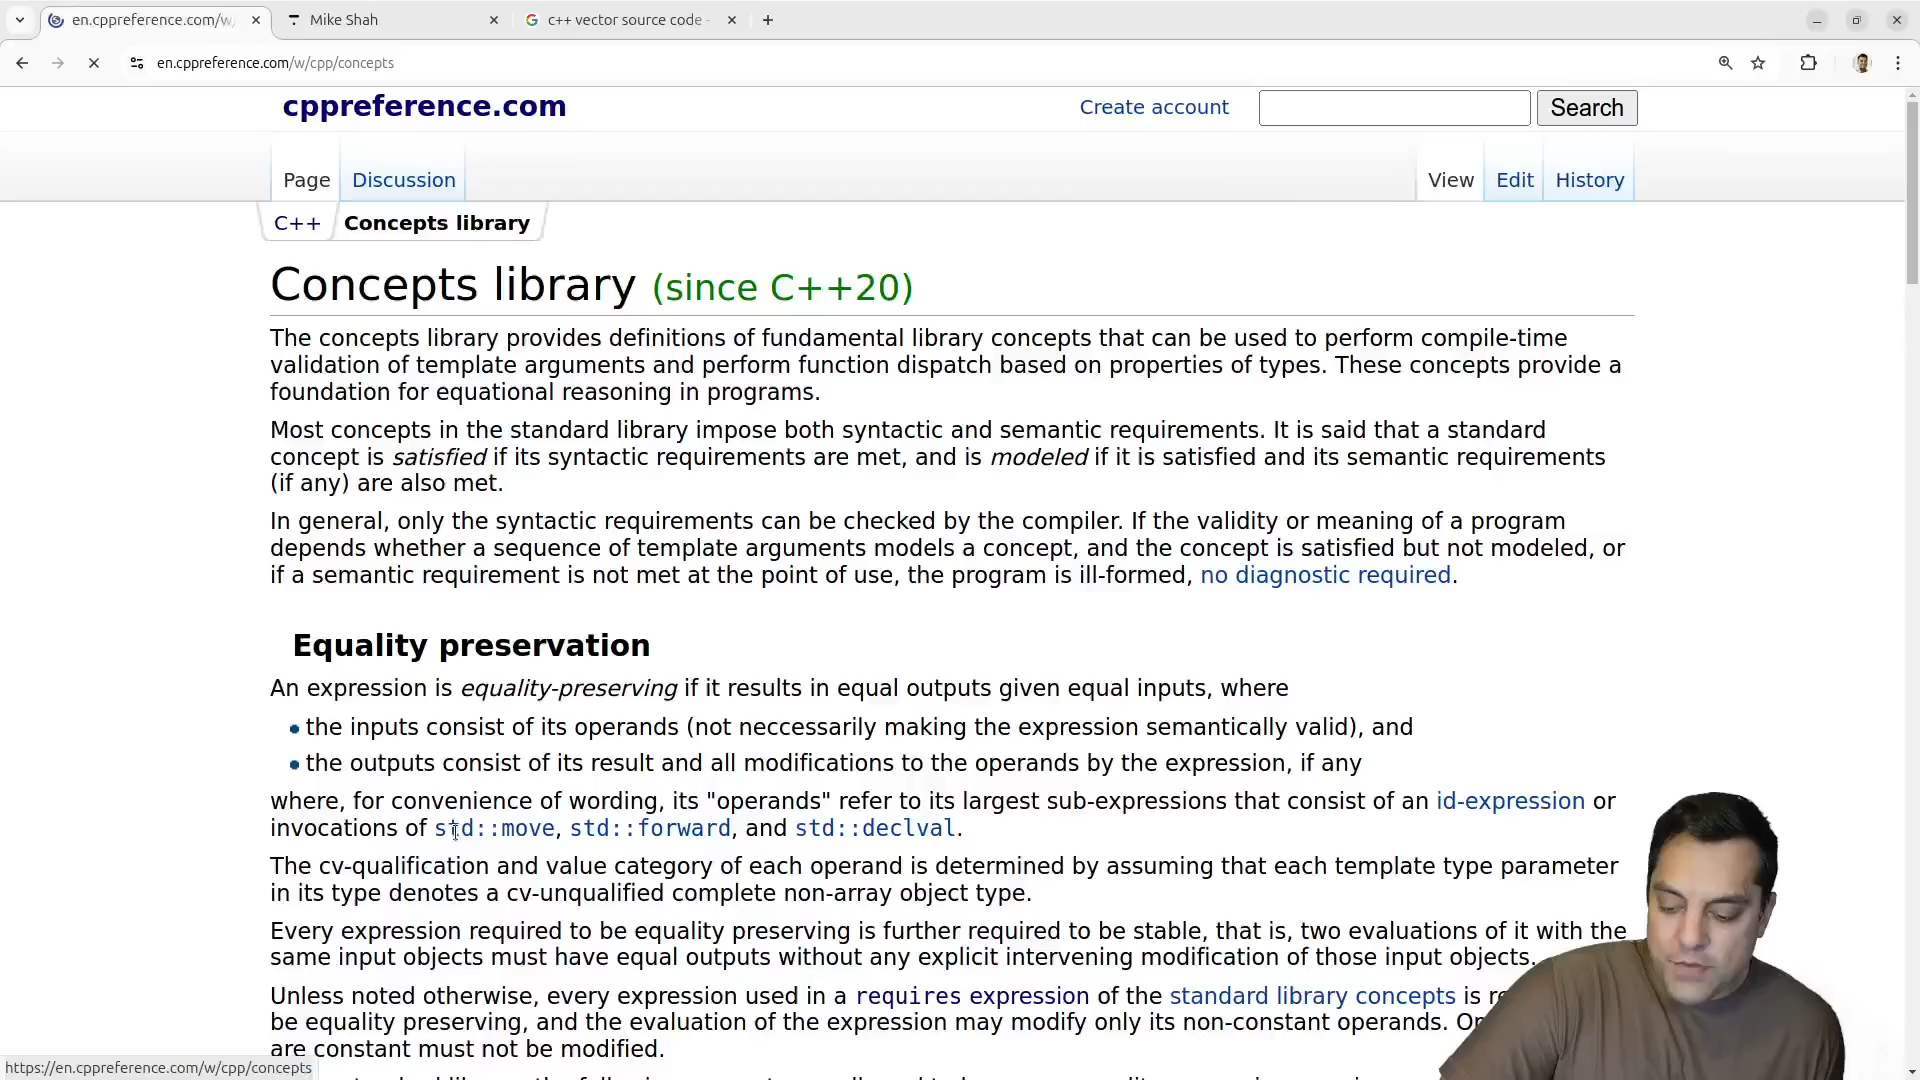 en.cppreference.com/w/
Mike Shah
c++ vector source code -
en.cppreference.com/w/cpp/concepts
cppreference.com
Create account
Search
Page
Discussion
View
Edit
History
C++
Concepts library
Concepts library (since C++20)
The concepts library provides definitions of fundamental library concepts that can be used to perform compile-time
validation of template arguments and perform function dispatch based on properties of types. These concepts provide a
foundation for equational reasoning in programs.
Most concepts in the standard library impose both syntactic and semantic requirements. It is said that a standard
concept is satisfied if its syntactic requirements are met, and is modeled if it is satisfied and its semantic requirements
(if any) are also met.
In general, only the syntactic requirements can be checked by the compiler. If the validity or meaning of a program
depends whether a sequence of template arguments models a concept, and the concept is satisfied but not modeled, or
if a semantic requirement is not met at the point of use, the program is ill-formed, no diagnostic required.
Equality preservation
An expression is equality-preserving if it results in equal outputs given equal inputs, where
the inputs consist of its operands (not neccessarily making the expression semantically valid), and
the outputs consist of its result and all modifications to the operands by the expression, if any
where, for convenience of wording, its "operands" refer to its largest sub-expressions that consist of an id-expression or
invocations of std::move, std::forward, and std::declval.
The cv-qualification and value category of each operand is determined by assuming that each template type parameter
in its type denotes a cv-unqualified complete non-array object type.
Every expression required to be equality preserving is further required to be stable, that is, two evaluations of it with the
same input objects must have equal outputs without any explicit intervening modification of those input objects.
Unless noted otherwise, every expression used in a requires expression of the standard library concepts is
be equality preserving, and the evaluation of the expression may modify only its non-constant operands.
are constant must not be modified.
https://en.cppreference.com/w/cpp/concepts